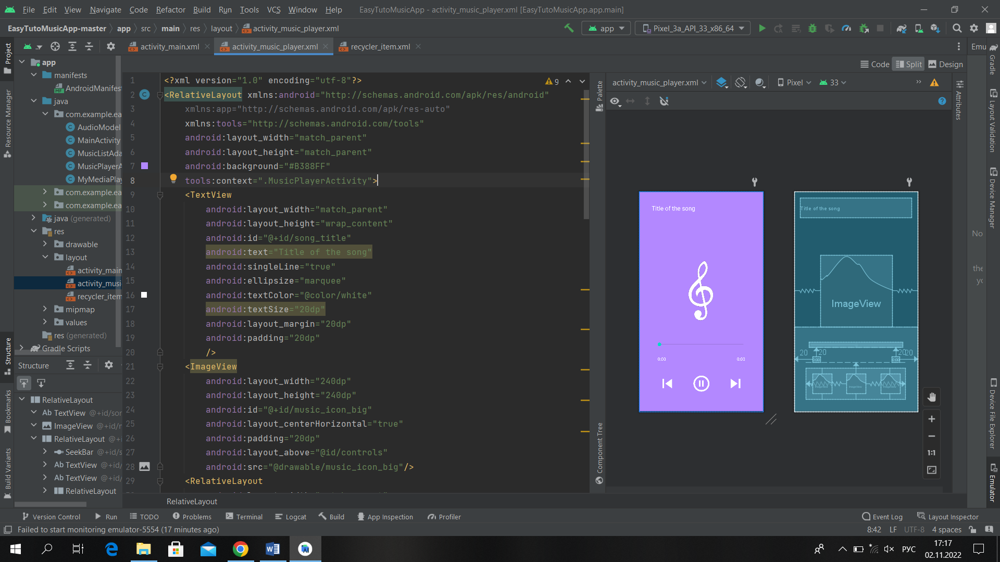 File Edit View Navigate Code Refactor Build Run Tools VCS Window Help EasyTutoMusicApp - activity_music_player.xml [EasyTutoMusicApp.app.main]
EasyTutoMusicApp-master app src main res layout activity_music_player.xml app Pixel_3a_API_33_x86_64
activity_main.xml activity_music_player.xml recycler_item.xml Emu
Code Split Design
Project
Resource Manager
Structure
Bookmarks
Build Variants
app
manifests
AndroidManifes
java
com.example.ea
AudioModel
MainActivity
MusicListAda
MusicPlayerA
MyMediaPlay
com.example.ea
com.example.ea
java (generated)
res
drawable
layout
activity_main
activity_musi
recycler_item
mipmap
values
res (generated)
Gradle Scripts
Structure
RelativeLayout
TextView @+id/sor
ImageView @+id/r
RelativeLayout @+i
SeekBar @+id/s
TextView @+id/
TextView @+id/
RelativeLayout
9
1 <?xml version="1.0" encoding="utf-8"?>
2 <RelativeLayout xmlns:android="http://schemas.android.com/apk/res/android"
3 xmlns:app="http://schemas.android.com/apk/res-auto"
4 xmlns:tools="http://schemas.android.com/tools"
5 android:layout_width="match_parent"
6 android:layout_height="match_parent"
7 android:background="#B388FF"
8 tools:context=".MusicPlayerActivity">
9 <TextView
10 android:layout_width="match_parent"
11 android:layout_height="wrap_content"
12 android:id="@+id/song_title"
13 android:text="Title of the song"
14 android:singleLine="true"
15 android:ellipsize="marquee"
16 android:textColor="@color/white"
17 android:textSize="20dp"
18 android:layout_margin="20dp"
19 android:padding="20dp"
20 />
21 <ImageView
22 android:layout_width="240dp"
23 android:layout_height="240dp"
24 android:id="@+id/music_icon_big"
25 android:layout_centerHorizontal="true"
26 android:padding="20dp"
27 android:layout_above="@id/controls"
28 android:src="@drawable/music_icon_big"/>
29 <RelativeLayout
RelativeLayout
Palette
Component Tree
activity_music_player.xml Pixel 33
Title of the song
0:00 0:00
Title of the song
ImageView
20 20 20 20
0:00 0:00
1:1
Attributes
No
the
yo
Gradle
Layout Validation
Device Manager
Device File Explorer
Emulator
Version Control Run TODO Problems Terminal Logcat Build App Inspection Profiler Event Log Layout Inspector
Failed to start monitoring emulator-5554 (17 minutes ago) 8:42 LF UTF-8 4 spaces
РУС
17:17
02.11.2022